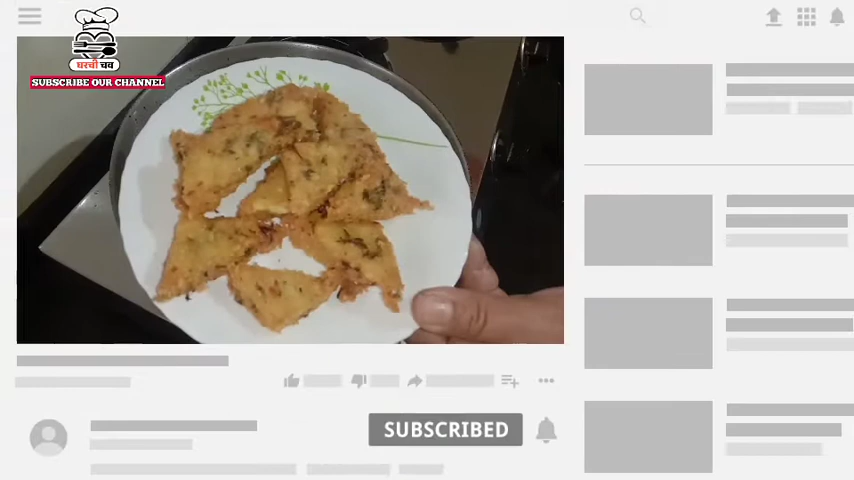 घरची चव
SUBSCRIBE OUR CHANNEL
SUBSCRIBED